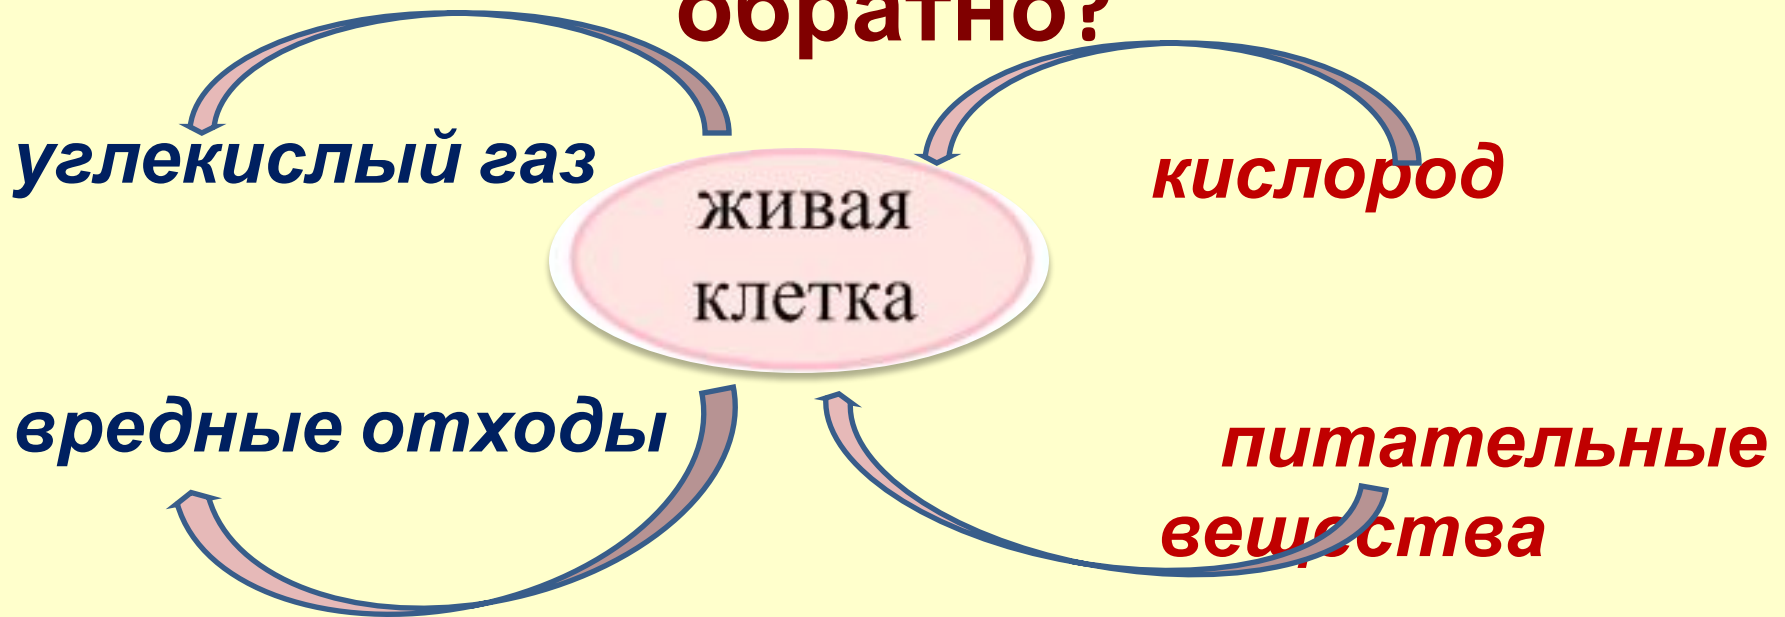 обратно?
углекислый газ
кислород
живая
клетка
вредные отходы
питательные
вещества